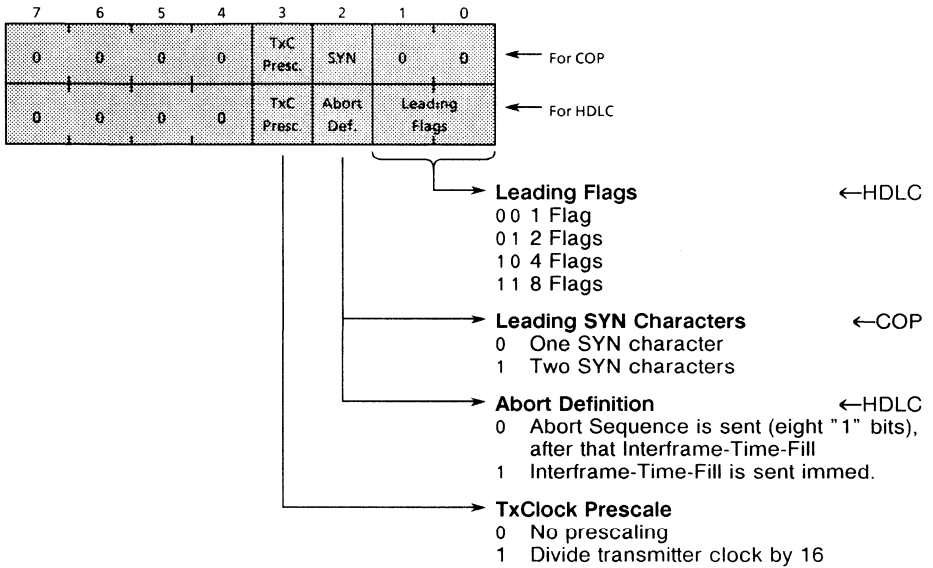 7 6 5 4 3 2 1 0
0 0 0 0 TxC Presc. SYN 0 0 ← For COP
0 0 0 0 TxC Presc. Abort Def. Leading Flags ← For HDLC
Leading Flags ←HDLC
0 0 1 Flag
0 1 2 Flags
1 0 4 Flags
1 1 8 Flags
Leading SYN Characters ←COP
0 One SYN character
1 Two SYN characters
Abort Definition ←HDLC
0 Abort Sequence is sent (eight "1" bits),
after that Interframe-Time-Fill
1 Interframe-Time-Fill is sent immed.
TxClock Prescale
0 No prescaling
1 Divide transmitter clock by 16